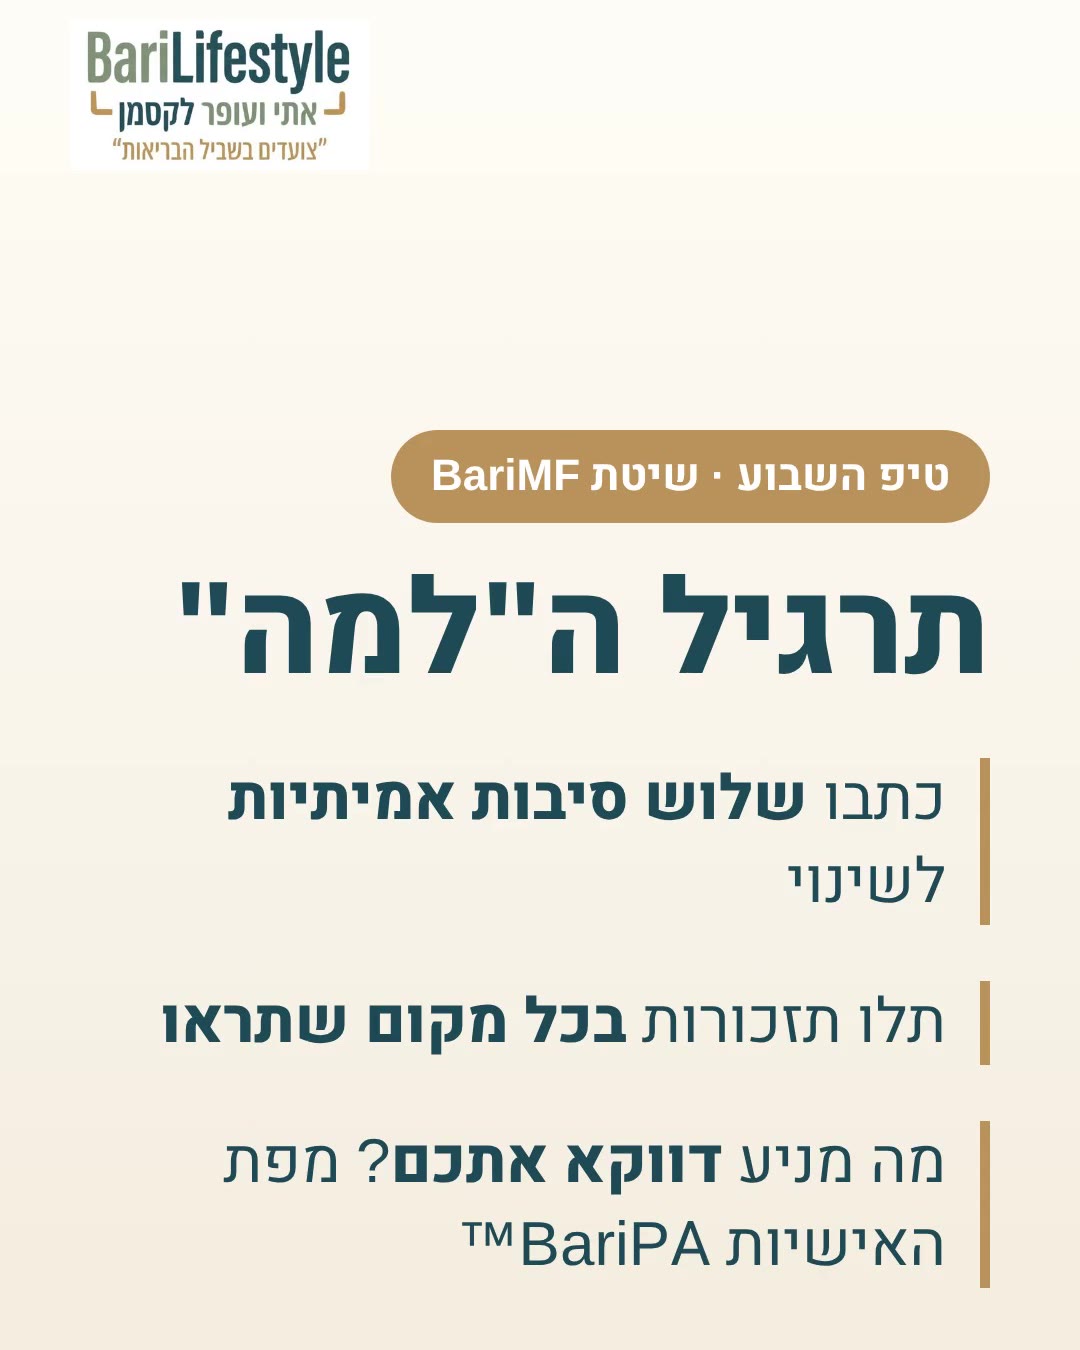 BariLifestyle
אתי ועופר לקסמן
"צועדים בשביל הבריאות"
טיפ השבוע · שיטת BariMF
תרגיל ה"למה"
כתבו שלוש סיבות אמיתיות
לשינוי
תלו תזכורות בכל מקום שתראו
מה מניע דווקא אתכם? מפת
האישיות BariPA™